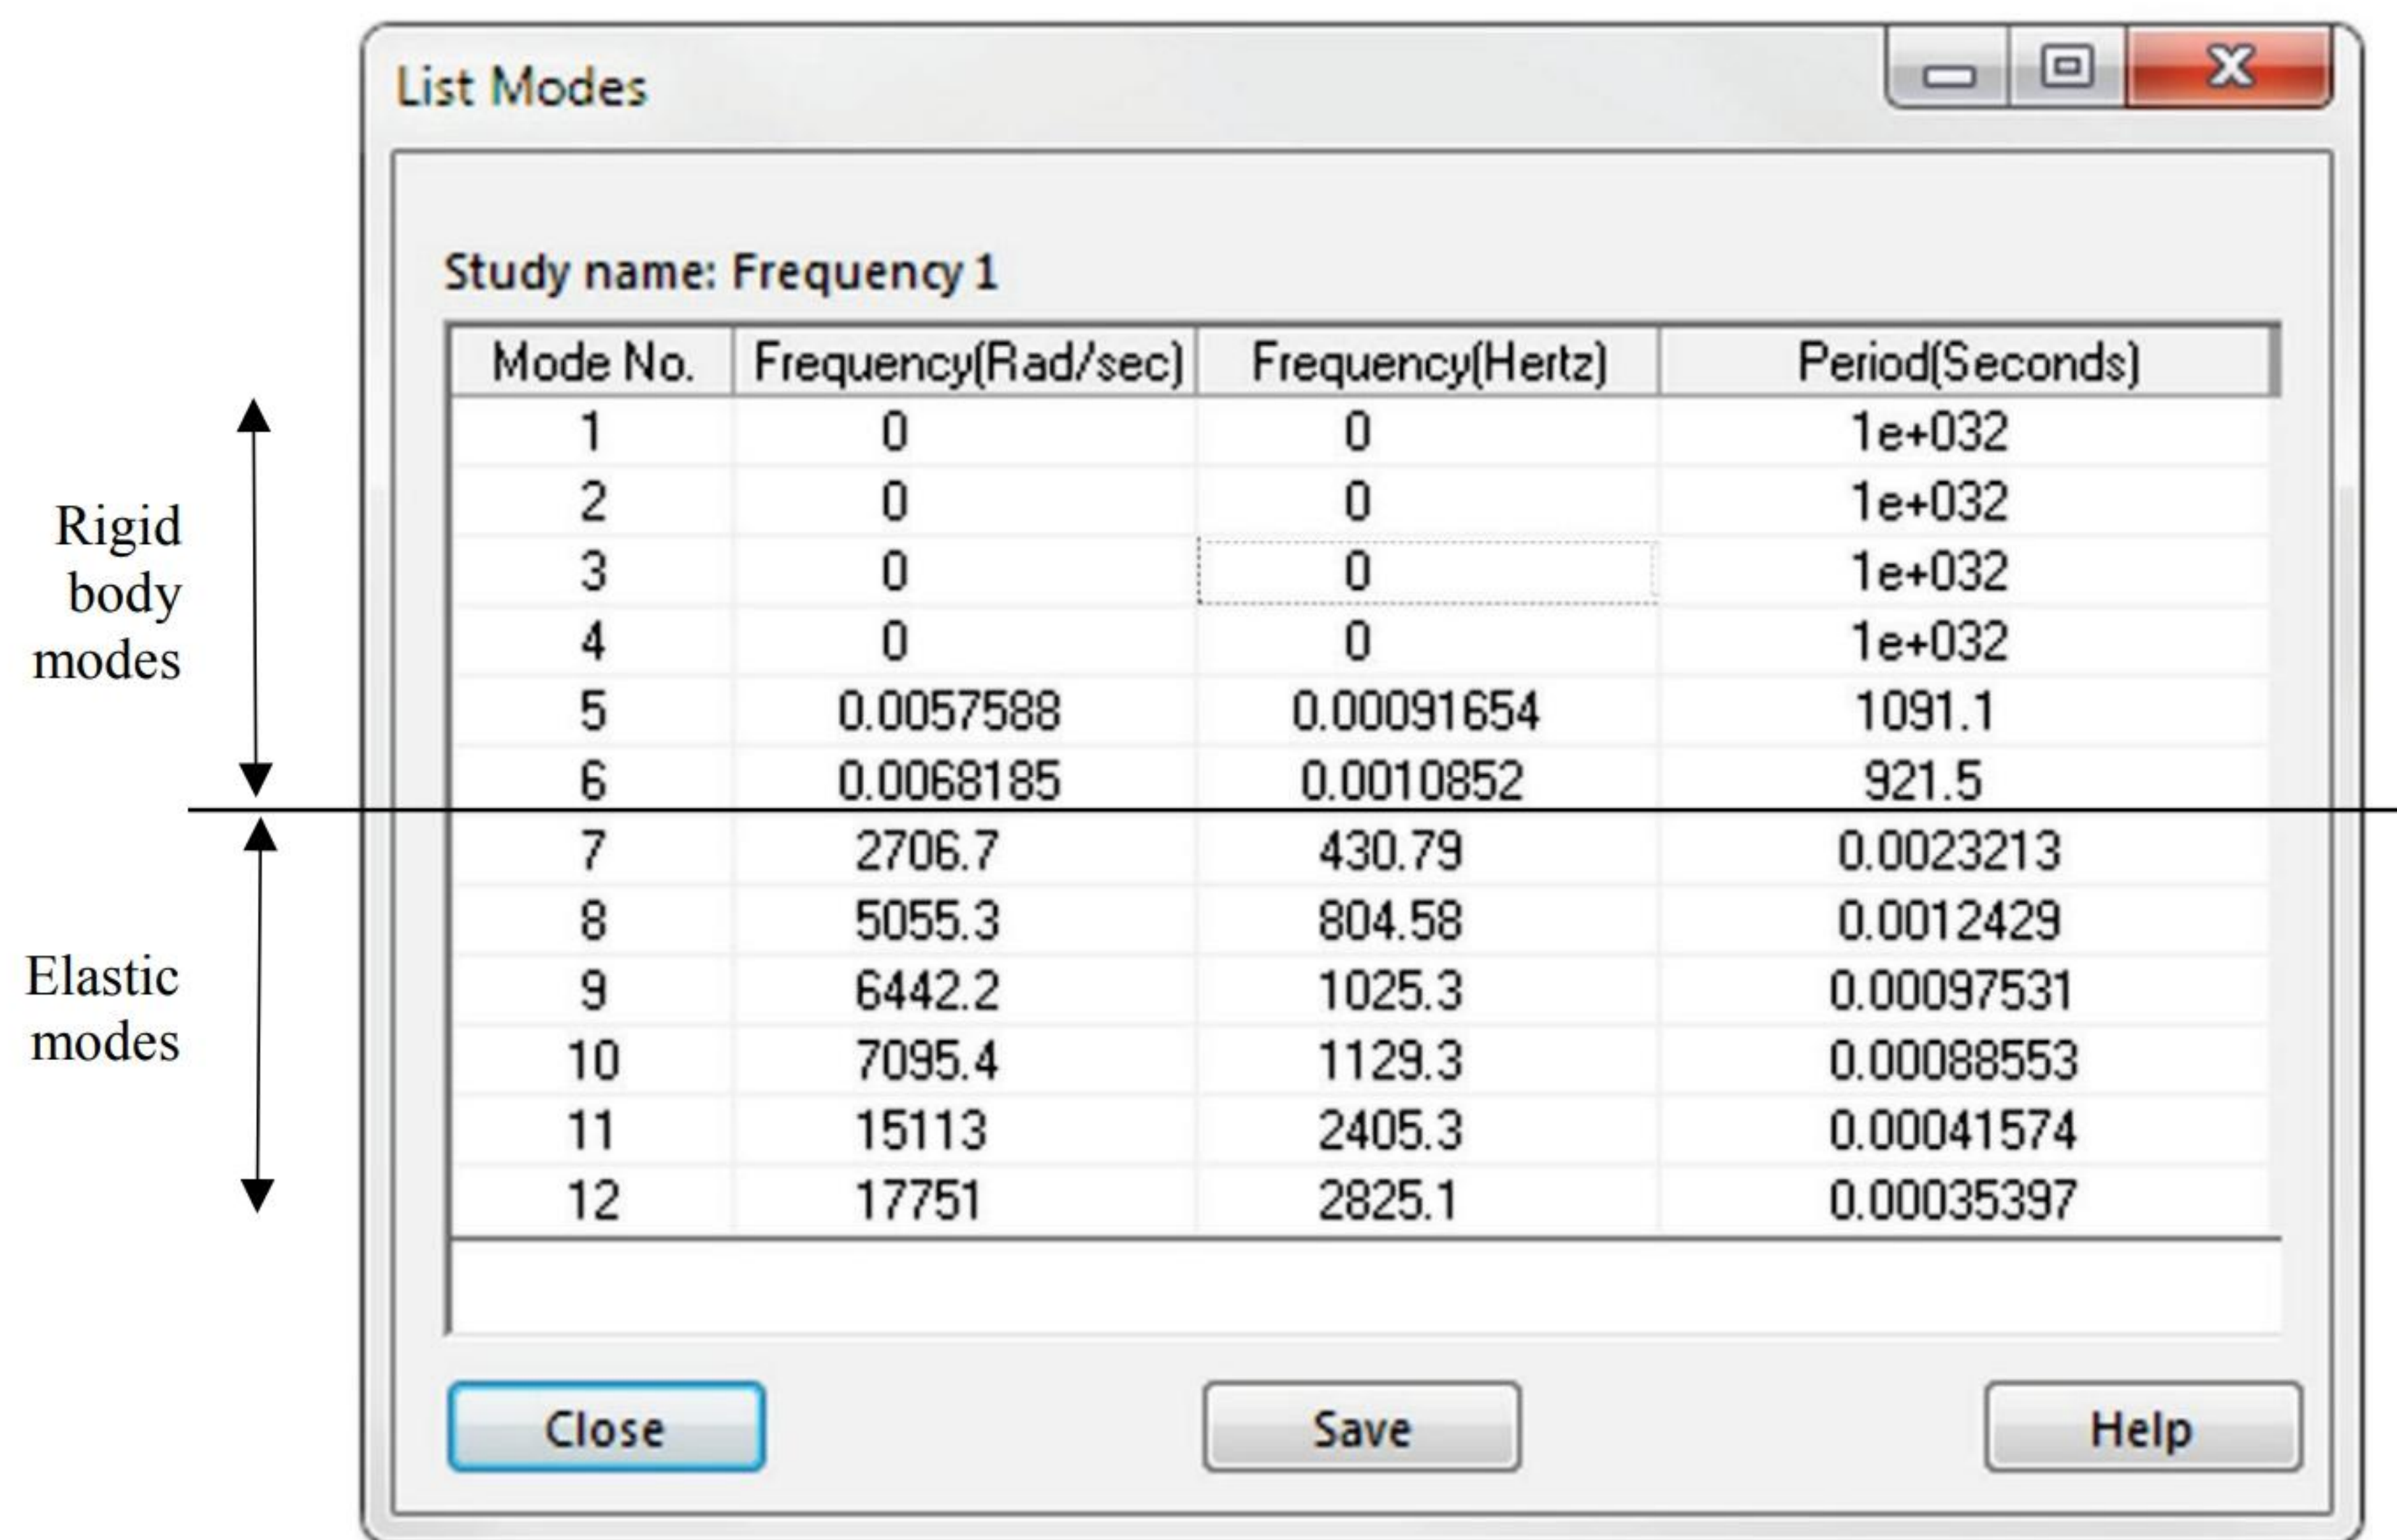 List Modes
Study name: Frequency 1
Mode No. Frequency(Rad/sec) Frequency(Hertz) Period(Seconds)
1 0 0 1e+032
2 0 0 1e+032
3 0 0 1e+032
4 0 0 1e+032
5 0.0057588 0.00091654 1091.1
6 0.0068185 0.0010852 921.5
7 2706.7 430.79 0.0023213
8 5055.3 804.58 0.0012429
9 6442.2 1025.3 0.00097531
10 7095.4 1129.3 0.00088553
11 15113 2405.3 0.00041574
12 17751 2825.1 0.00035397
Rigid
body
modes
Elastic
modes
Close Save Help